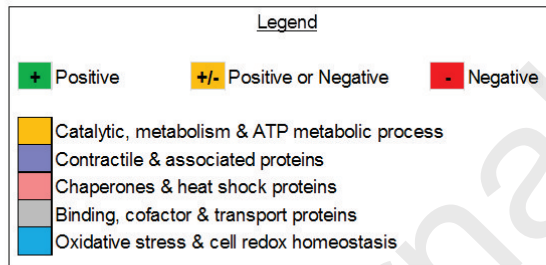 Legend
+ Positive +/- Positive or Negative - Negative
Catalytic, metabolism & ATP metabolic process
Contractile & associated proteins
Chaperones & heat shock proteins
Binding, cofactor & transport proteins
Oxidative stress & cell redox homeostasis